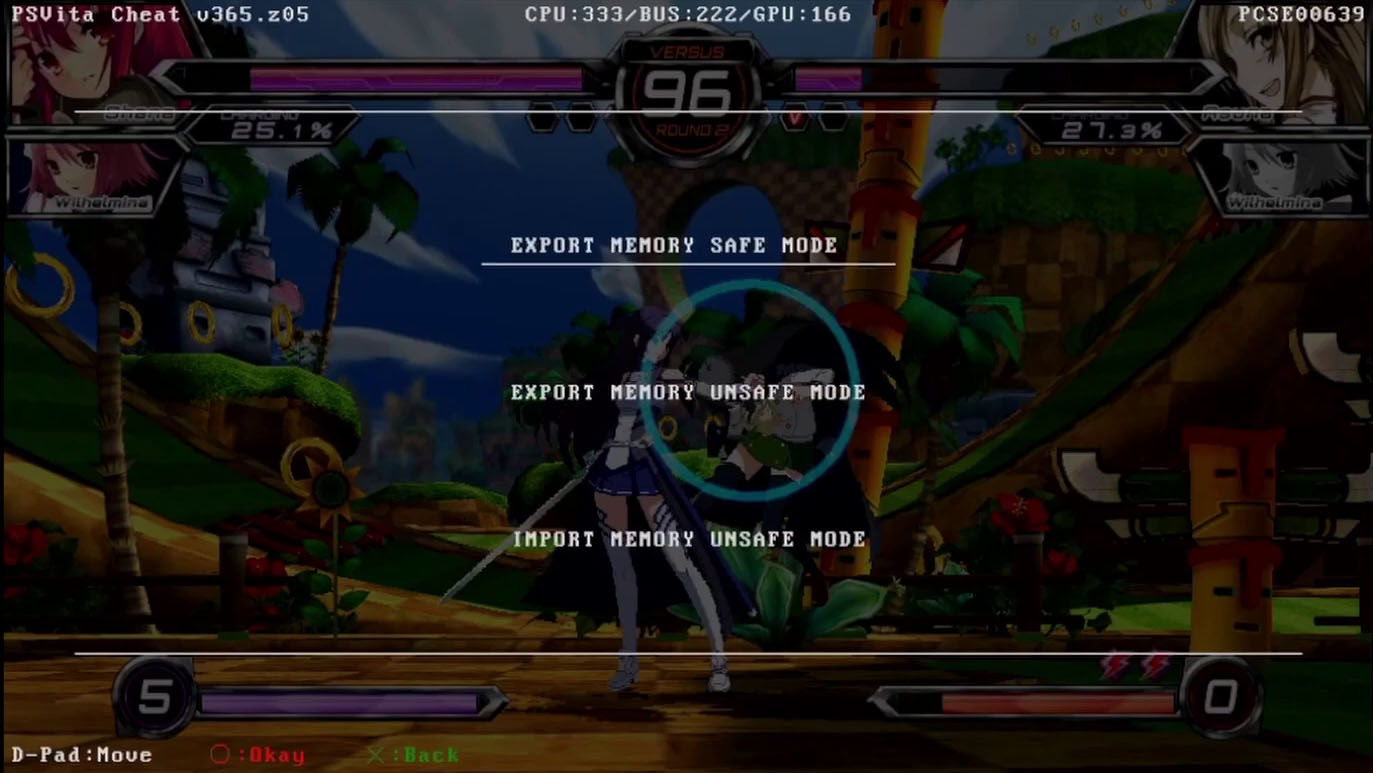 PSVita Cheat v365.z05
CPU:333/BUS:222/GPU:166
PCSE00639
VERSUS
96
ROUND 2
Shana
25.1%
V
27.3%
Wilhelmina
Wilhelmina
EXPORT MEMORY SAFE MODE
EXPORT MEMORY UNSAFE MODE
IMPORT MEMORY UNSAFE MODE
5
0
D-Pad:Move
◯:Okay
✕:Back